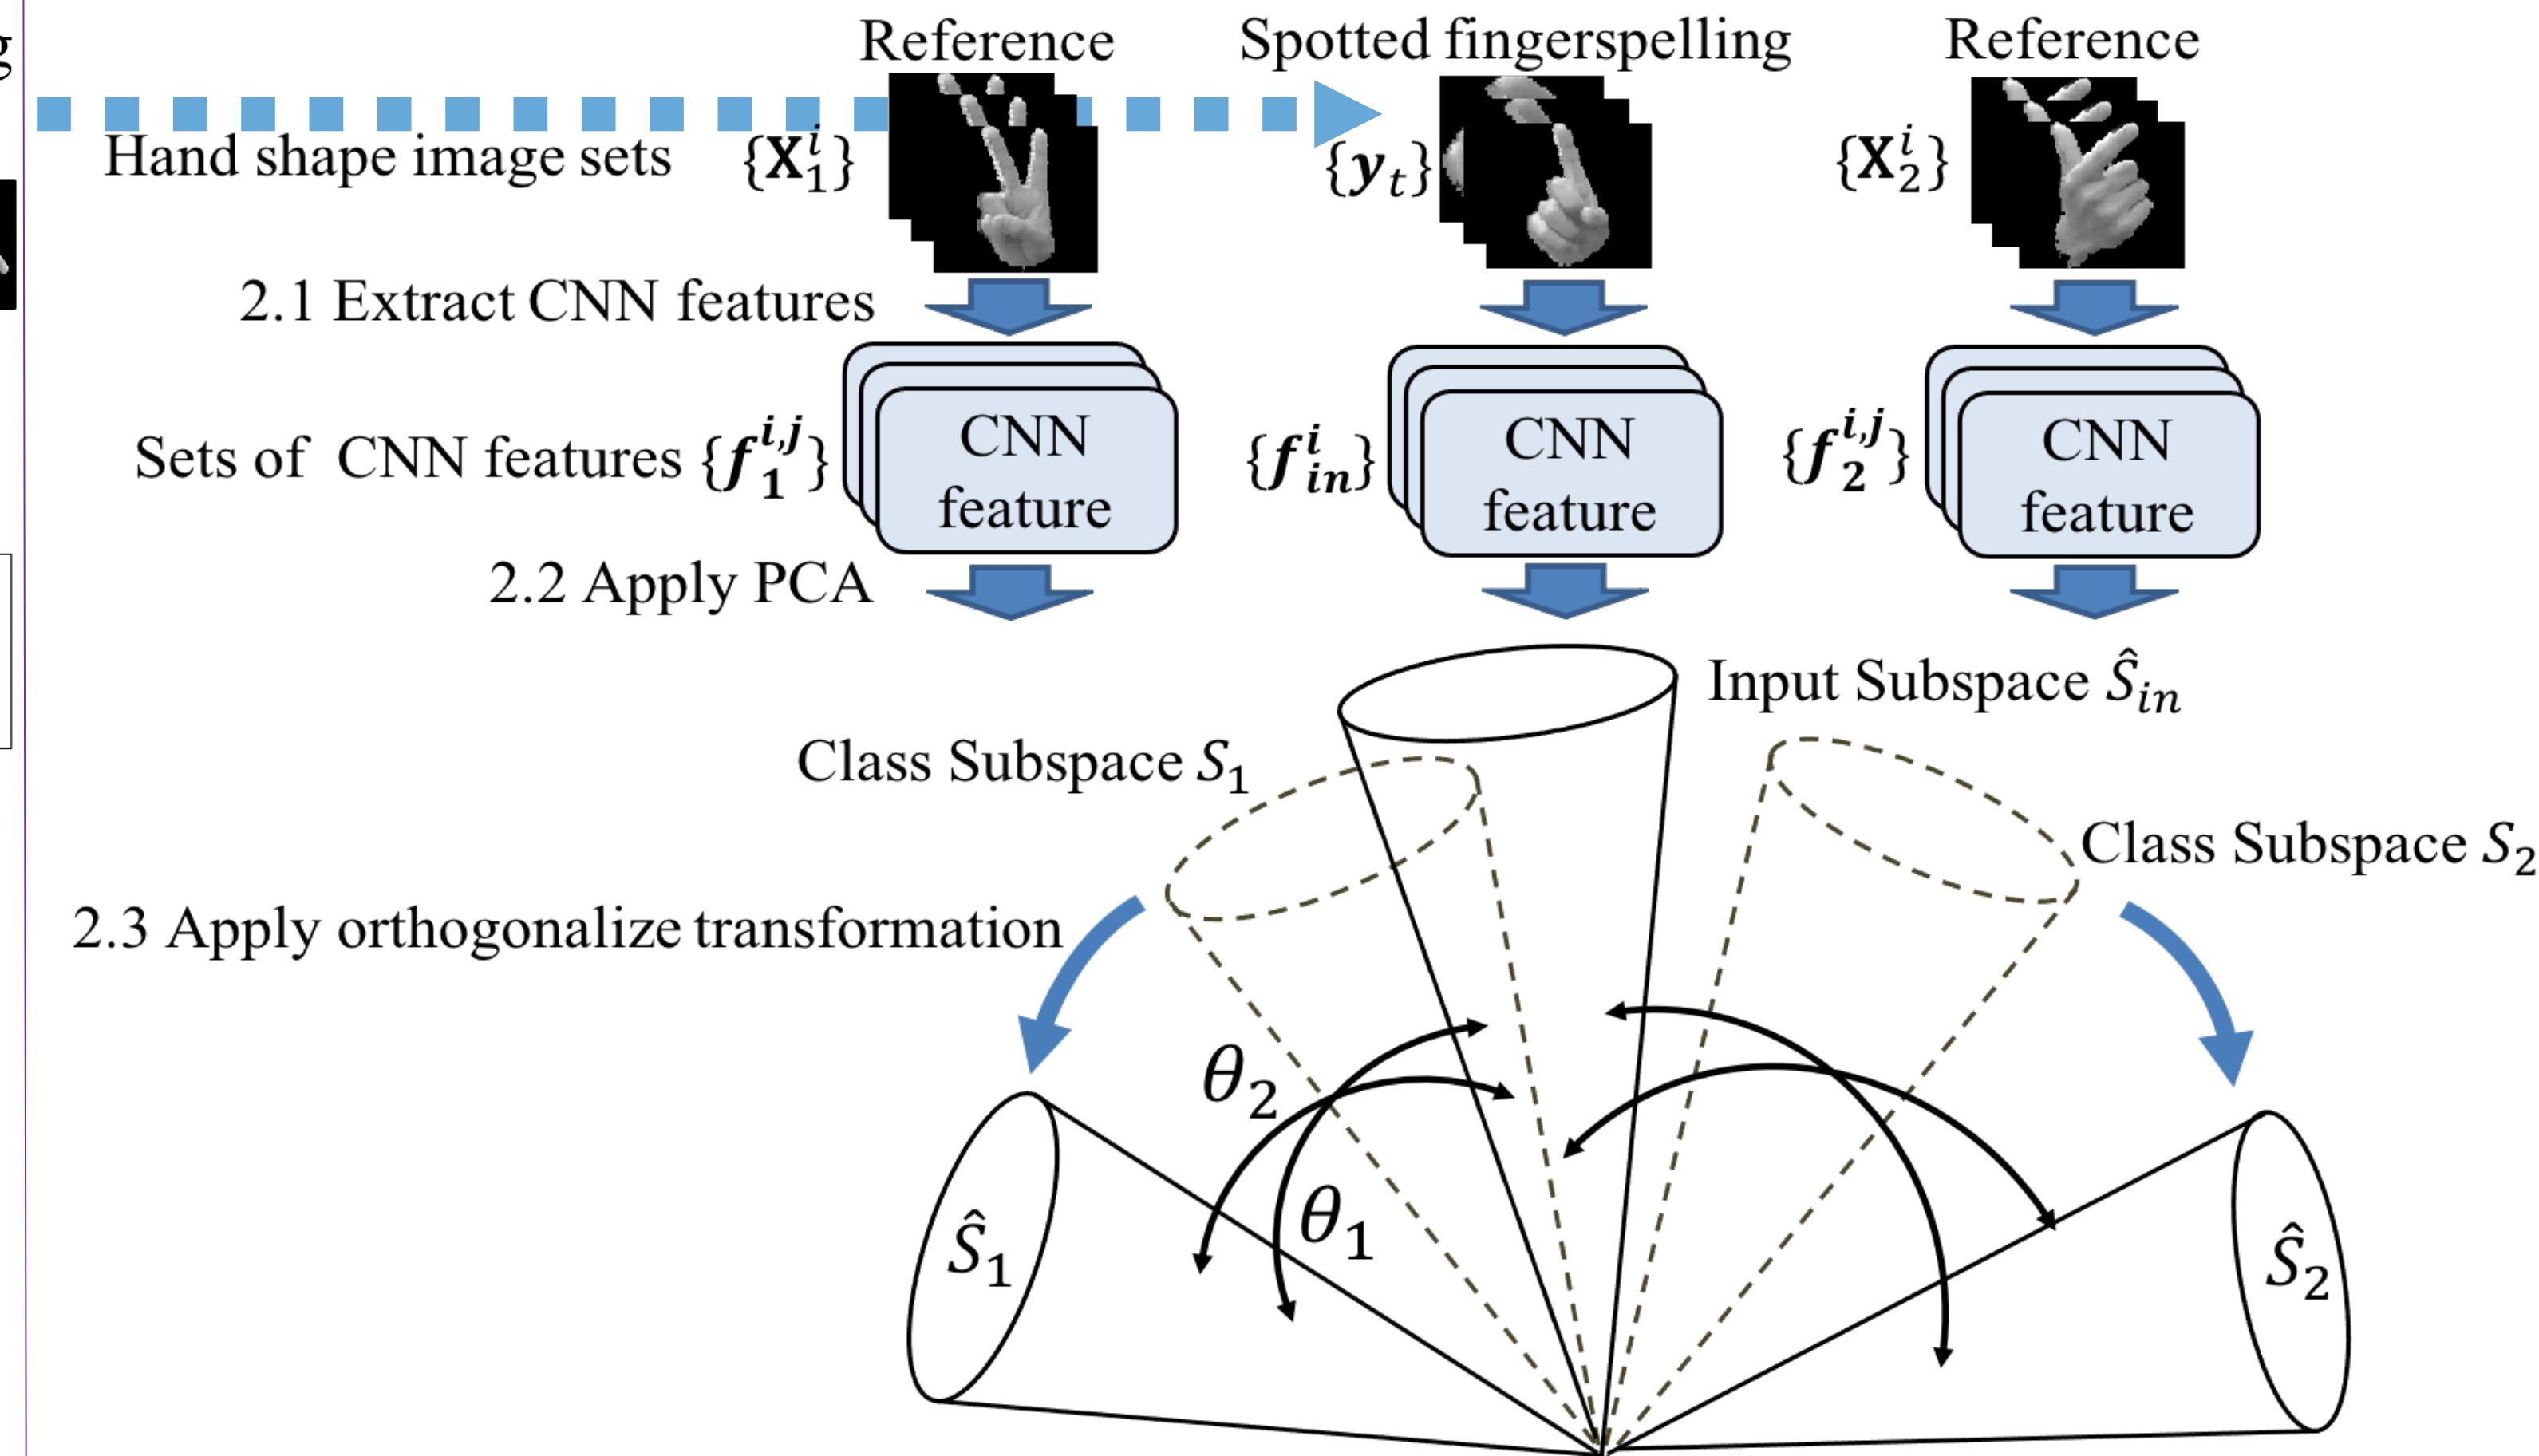 g
Reference
Spotted fingerspelling
Reference
Hand shape image sets {X₁ⁱ}
{yₜ}
{X₂ⁱ}
2.1 Extract CNN features
Sets of CNN features {f₁ⁱ,ʲ}
CNN
feature
{fᵢₙⁱ}
CNN
feature
{f₂ⁱ,ʲ}
CNN
feature
2.2 Apply PCA
Input Subspace Ŝᵢₙ
Class Subspace S₁
Class Subspace S₂
2.3 Apply orthogonalize transformation
θ₂
θ₁
Ŝ₁
Ŝ₂